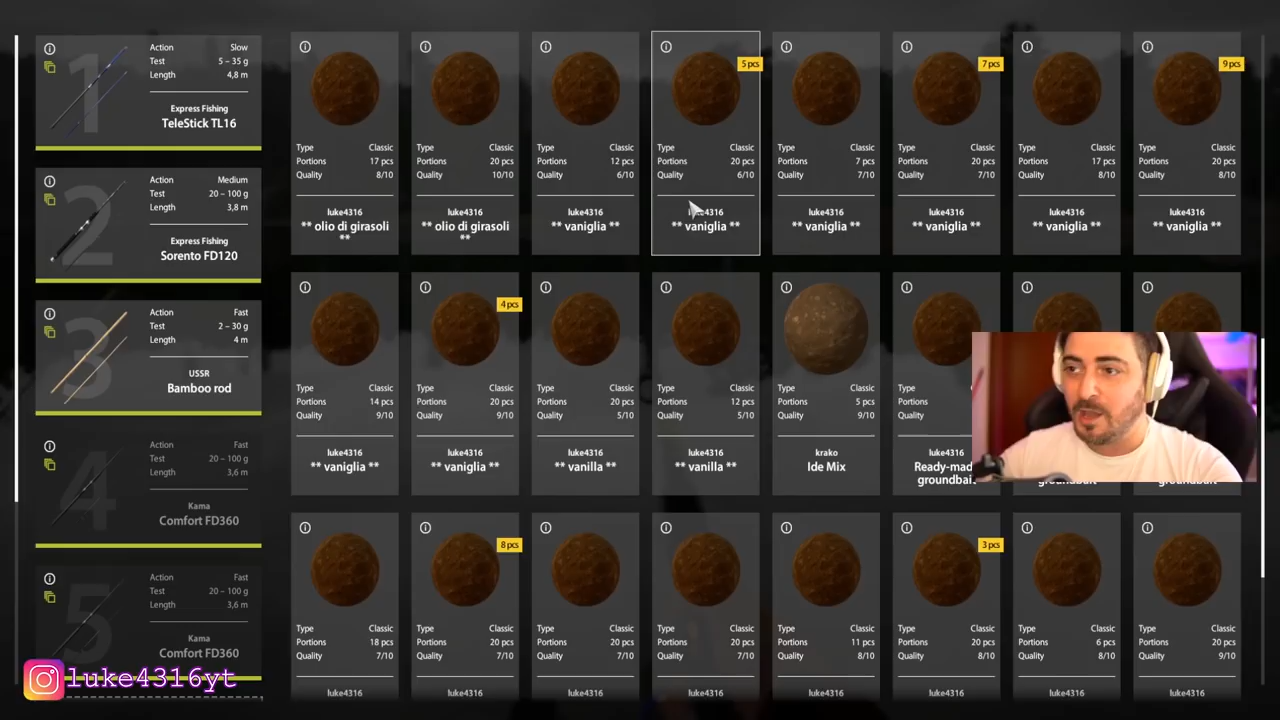 1
Action Slow
Test 5 – 35 g
Length 4,8 m
Express Fishing
TeleStick TL16
2
Action Medium
Test 20 – 100 g
Length 3,8 m
Express Fishing
Sorento FD120
3
Action Fast
Test 2 – 30 g
Length 4 m
USSR
Bamboo rod
4
Action Fast
Test 20 – 100 g
Length 3,6 m
Kama
Comfort FD360
5
Action Fast
Test 20 – 100 g
Length 3,6 m
Kama
Comfort FD360
Type Classic
Portions 17 pcs
Quality 8/10
luke4316
** olio di girasoli
**
Type Classic
Portions 20 pcs
Quality 10/10
luke4316
** olio di girasoli
**
Type Classic
Portions 12 pcs
Quality 6/10
luke4316
** vaniglia **
5 pcs
Type Classic
Portions 20 pcs
Quality 6/10
luke4316
** vaniglia **
Type Classic
Portions 7 pcs
Quality 7/10
luke4316
** vaniglia **
7 pcs
Type Classic
Portions 20 pcs
Quality 7/10
luke4316
** vaniglia **
Type Classic
Portions 17 pcs
Quality 8/10
luke4316
** vaniglia **
9 pcs
Type Classic
Portions 20 pcs
Quality 8/10
luke4316
** vaniglia **
Type Classic
Portions 14 pcs
Quality 9/10
luke4316
** vaniglia **
4 pcs
Type Classic
Portions 20 pcs
Quality 9/10
luke4316
** vaniglia **
Type Classic
Portions 20 pcs
Quality 5/10
luke4316
** vanilla **
Type Classic
Portions 12 pcs
Quality 5/10
luke4316
** vanilla **
Type Classic
Portions 5 pcs
Quality 9/10
krako
Ide Mix
Type
Portions
Quality
luke4316
groundbait
Type Classic
Portions 18 pcs
Quality 7/10
luke4316
8 pcs
Type Classic
Portions 20 pcs
Quality 7/10
luke4316
Type Classic
Portions 20 pcs
Quality 7/10
luke4316
Type Classic
Portions 20 pcs
Quality 7/10
luke4316
Type Classic
Portions 11 pcs
Quality 8/10
luke4316
3 pcs
Type Classic
Portions 20 pcs
Quality 8/10
luke4316
Type Classic
Portions 6 pcs
Quality 8/10
luke4316
Type Classic
Portions 20 pcs
Quality 9/10
luke4316
luke4316yt